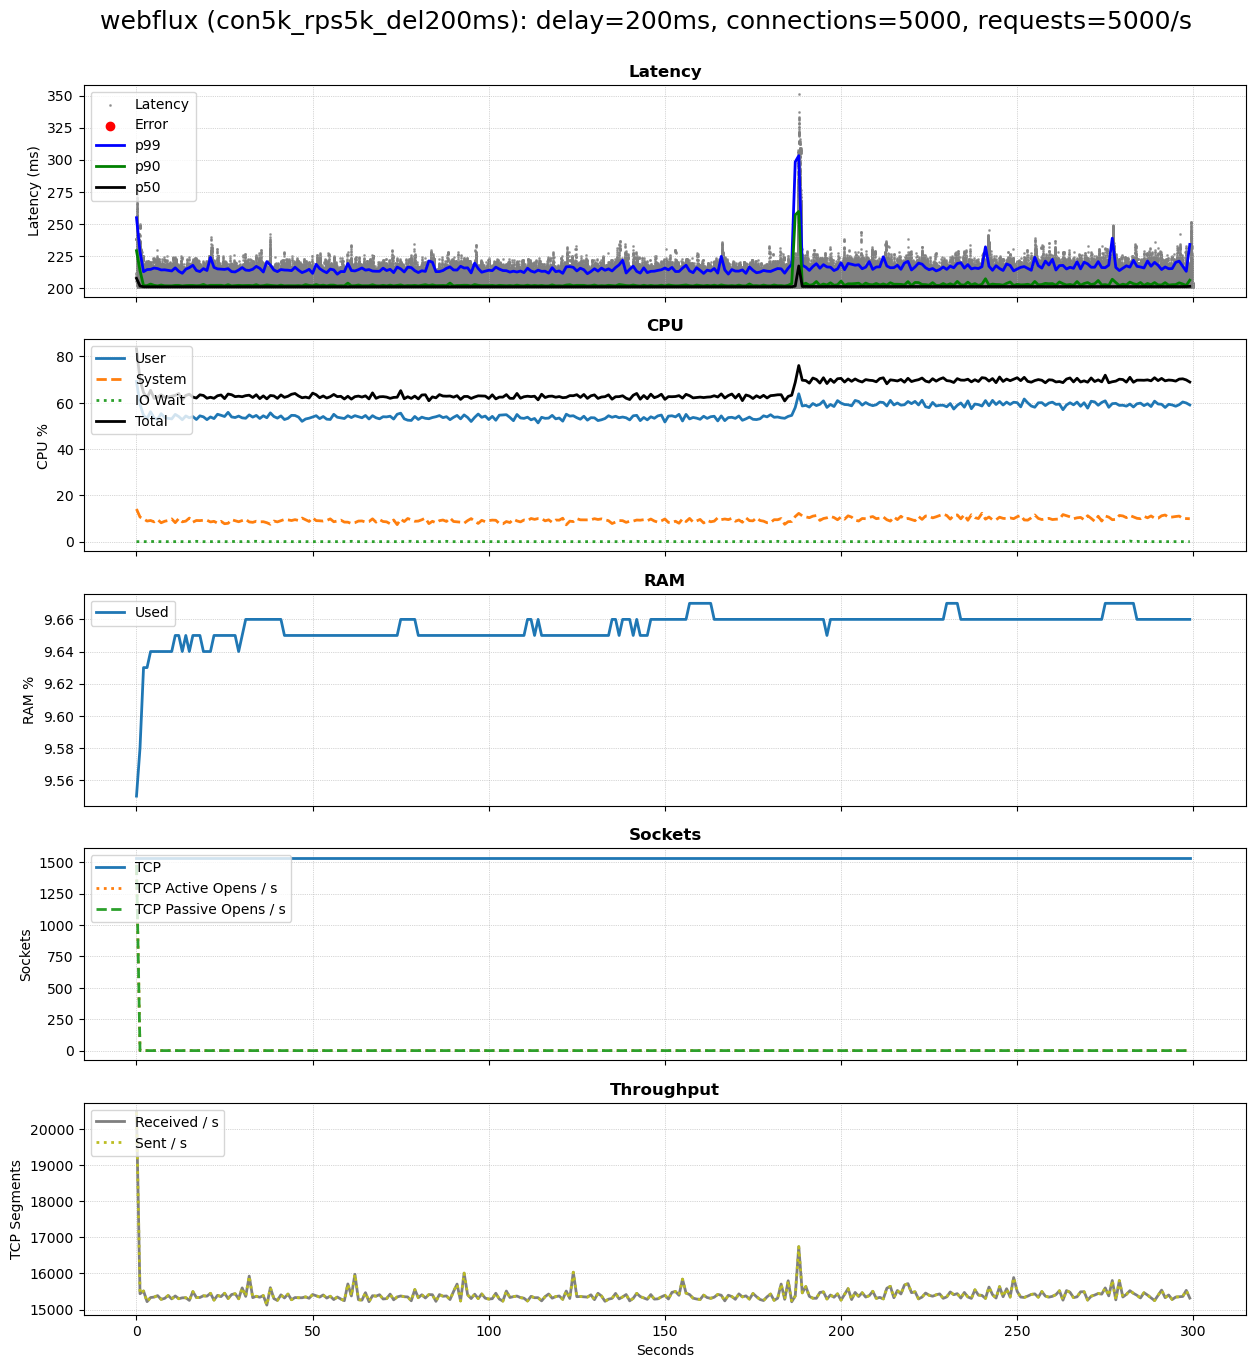 webflux (con5k_rps5k_del200ms): delay=200ms, connections=5000, requests=5000/s
Latency
350
325
300
275
250
225
200
Latency (ms)
Latency
Error
p99
p90
p50
CPU
80
60
40
20
0
CPU %
User
System
IO Wait
Total
RAM
9.66
9.64
9.62
9.60
9.58
9.56
RAM %
Used
Sockets
1500
1250
1000
750
500
250
0
Sockets
TCP
TCP Active Opens / s
TCP Passive Opens / s
Throughput
20000
19000
18000
17000
16000
15000
TCP Segments
Received / s
Sent / s
0 50 100 150 200 250 300
Seconds